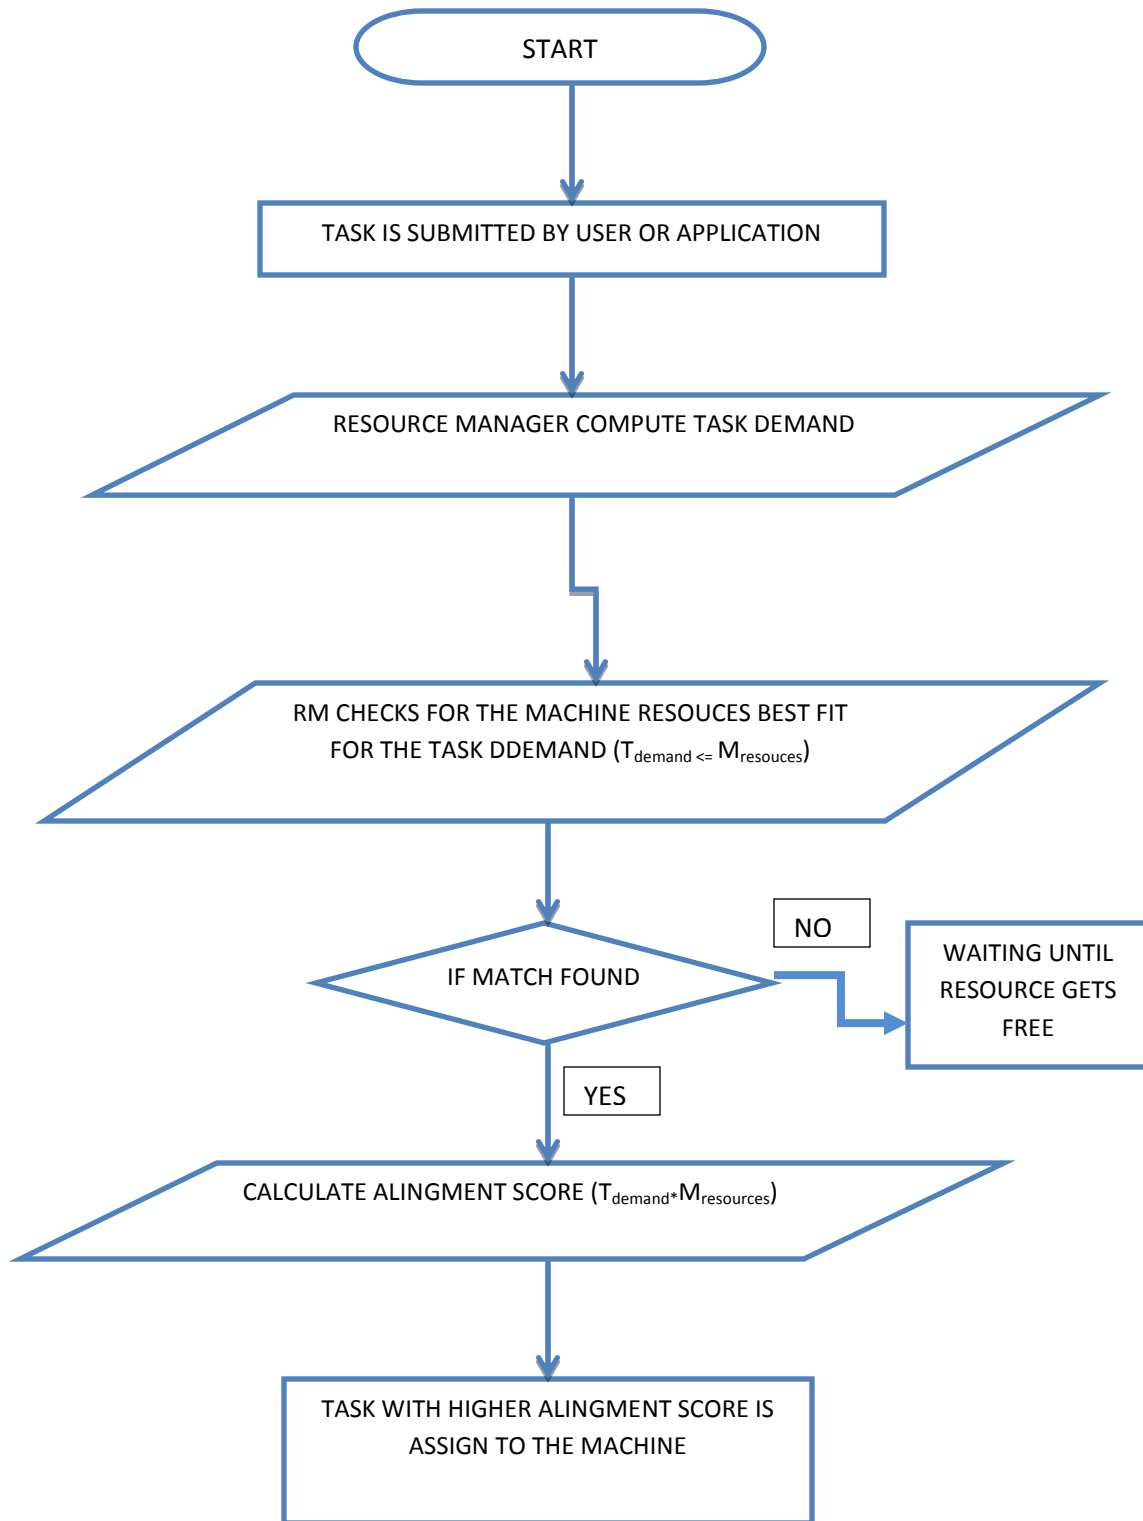 START
TASK IS SUBMITTED BY USER OR APPLICATION
RESOURCE MANAGER COMPUTE TASK DEMAND
RM CHECKS FOR THE MACHINE RESOUCES BEST FIT
FOR THE TASK DDEMAND (Tdemand <= Mresouces)
IF MATCH FOUND
NO
WAITING UNTIL
RESOURCE GETS
FREE
YES
CALCULATE ALINGMENT SCORE (Tdemand*Mresources)
TASK WITH HIGHER ALINGMENT SCORE IS
ASSIGN TO THE MACHINE